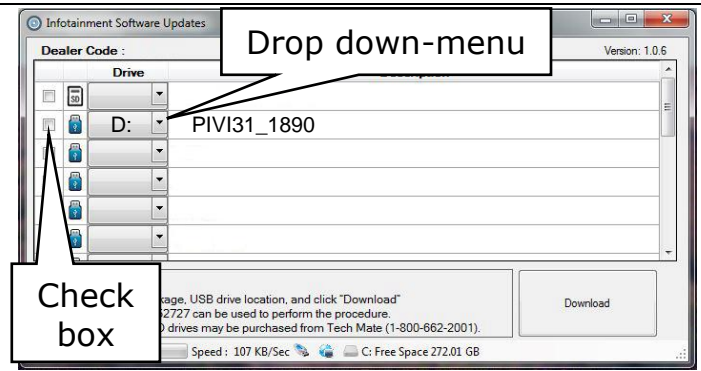 Infotainment Software Updates
Drop down-menu
Dealer Code :
Version: 1.0.6
Drive
SD
D: PIVI31_1890
Check
box
kage, USB drive location, and click "Download"
2727 can be used to perform the procedure.
drives may be purchased from Tech Mate (1-800-662-2001).
Download
Speed : 107 KB/Sec C: Free Space 272.01 GB